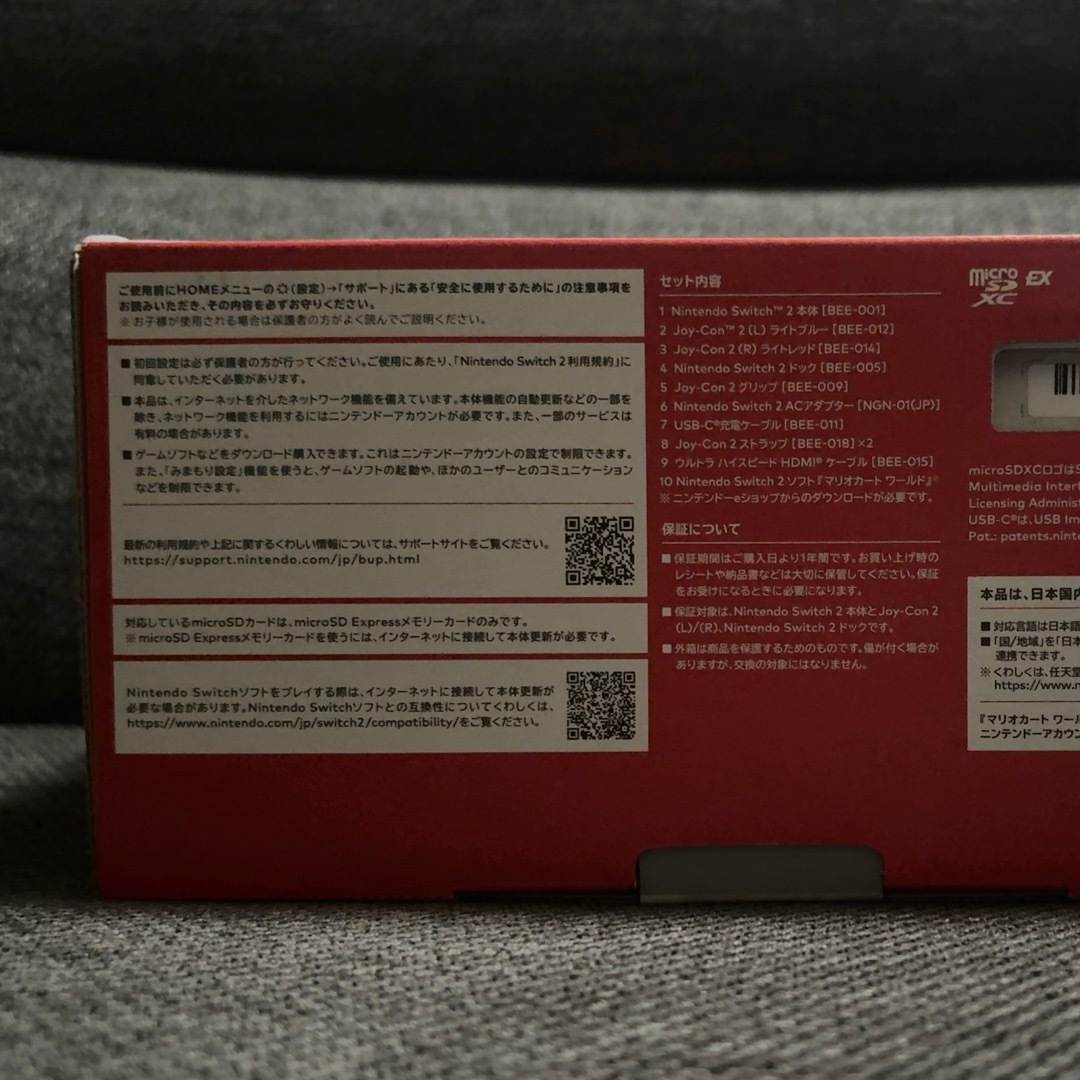 ご使用前にHOMEメニューの(設定)→「サポート」にある「安全に使用するために」の注意事項を
お読みいただき、その内容を必ずお守りください。
※お子様が使用される場合は保護者の方がよく読んでご説明ください。
■ 初回設定は必ず保護者の方が行ってください。ご使用にあたり、「Nintendo Switch 2 利用規約」に
同意していただく必要があります。
■ 本品は、インターネットを介したネットワーク機能を備えています。本体機能の自動更新などの一部を
除き、ネットワーク機能を利用するにはニンテンドーアカウントが必要です。また、一部のサービスは
有料の場合があります。
■ ゲームソフトなどをダウンロード購入できます。これはニンテンドーアカウントの設定で制限できます。
また、「みまもり設定」機能を使うと、ゲームソフトの起動や、ほかのユーザーとのコミュニケーション
などを制限できます。
最新の利用規約や上記に関するくわしい情報については、サポートサイトをご覧ください。
https://support.nintendo.com/jp/bup.html
対応しているmicroSDカードは、microSD Expressメモリーカードのみです。
※microSD Expressメモリーカードを使うには、インターネットに接続して本体更新が必要です。
Nintendo Switchソフトをプレイする際は、インターネットに接続して本体更新が
必要な場合があります。Nintendo Switchソフトとの互換性についてくわしくは、
https://www.nintendo.com/jp/switch2/compatibility/をご覧ください。
セット内容
1 Nintendo Switch™ 2 本体 [BEE-001]
2 Joy-Con™ 2 (L) ライトブルー [BEE-012]
3 Joy-Con 2 (R) ライトレッド [BEE-014]
4 Nintendo Switch 2 ドック [BEE-005]
5 Joy-Con 2 グリップ [BEE-009]
6 Nintendo Switch 2 ACアダプター [NGN-01(JP)]
7 USB-C®充電ケーブル [BEE-011]
8 Joy-Con 2 ストラップ [BEE-018]×2
9 ウルトラ ハイスピード HDMI® ケーブル [BEE-015]
10 Nintendo Switch 2 ソフト『マリオカート ワールド』※
※ ニンテンドーeショップからのダウンロードが必要です。
保証について
■ 保証期間はご購入日より1年間です。お買い上げ時の
レシートや納品書などは大切に保管してください。保証
をお受けになるときに必要になります。
■ 保証対象は、Nintendo Switch 2 本体とJoy-Con 2
(L)/(R)、Nintendo Switch 2 ドックです。
■ 外箱は商品を保護するためのものです。傷が付く場合が
ありますが、交換の対象にはなりません。
micro SD XC EX
microSDXCロゴはS
Multimedia Interf
Licensing Administ
USB-C®は、USB Im
Pat.: patents.ninte
本品は、日本国内
■ 対応言語は日本語
■ 「国/地域」を「日本
連携できます。
※ くわしくは、任天堂
https://www.n
『マリオカート ワール
ニンテンドーアカウン